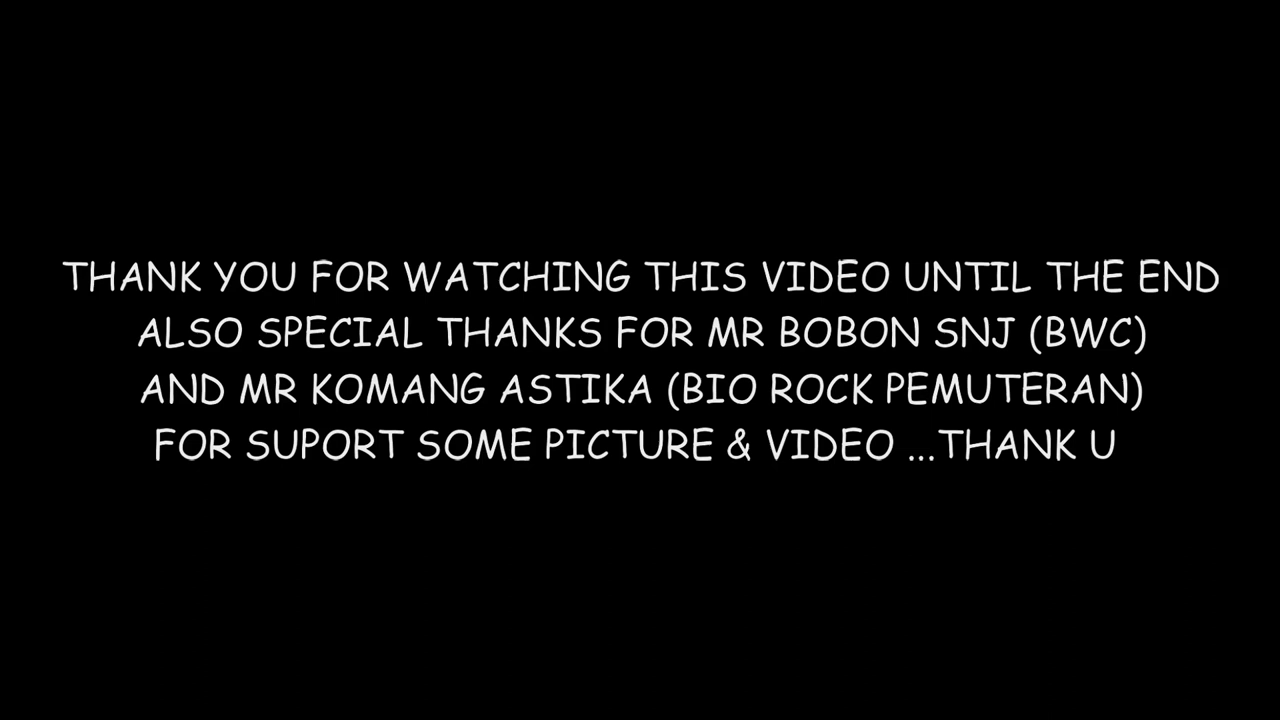 THANK YOU FOR WATCHING THIS VIDEO UNTIL THE END
ALSO SPECIAL THANKS FOR MR BOBON SNJ (BWC)
AND MR KOMANG ASTIKA (BIO ROCK PEMUTERAN)
FOR SUPORT SOME PICTURE & VIDEO ...THANK U